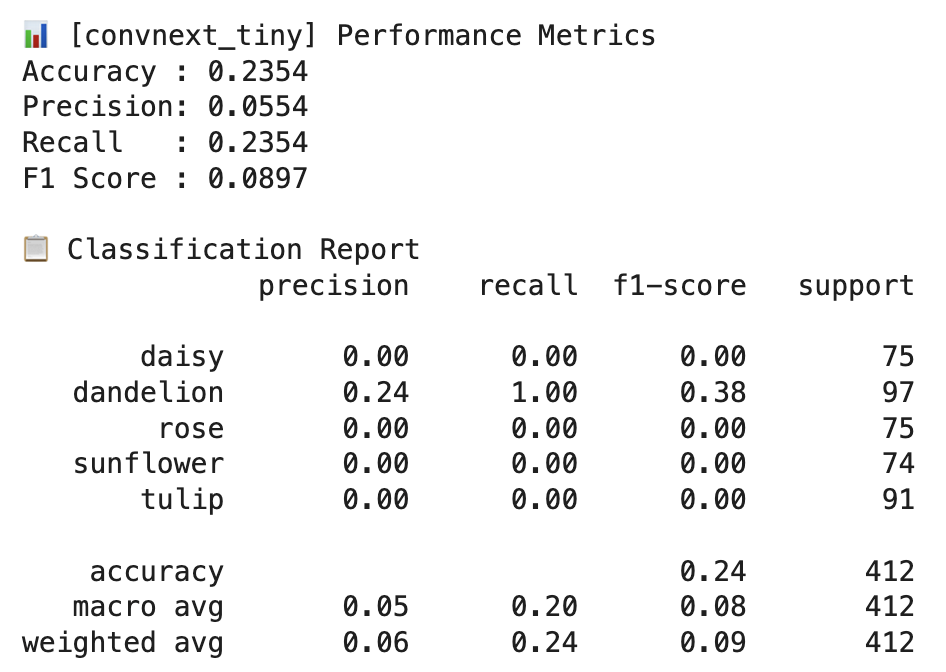 📊 [convnext_tiny] Performance Metrics
Accuracy : 0.2354
Precision: 0.0554
Recall   : 0.2354
F1 Score : 0.0897

📋 Classification Report
              precision    recall  f1-score   support

       daisy       0.00      0.00      0.00        75
   dandelion       0.24      1.00      0.38        97
        rose       0.00      0.00      0.00        75
   sunflower       0.00      0.00      0.00        74
       tulip       0.00      0.00      0.00        91

    accuracy                           0.24       412
   macro avg       0.05      0.20      0.08       412
weighted avg       0.06      0.24      0.09       412